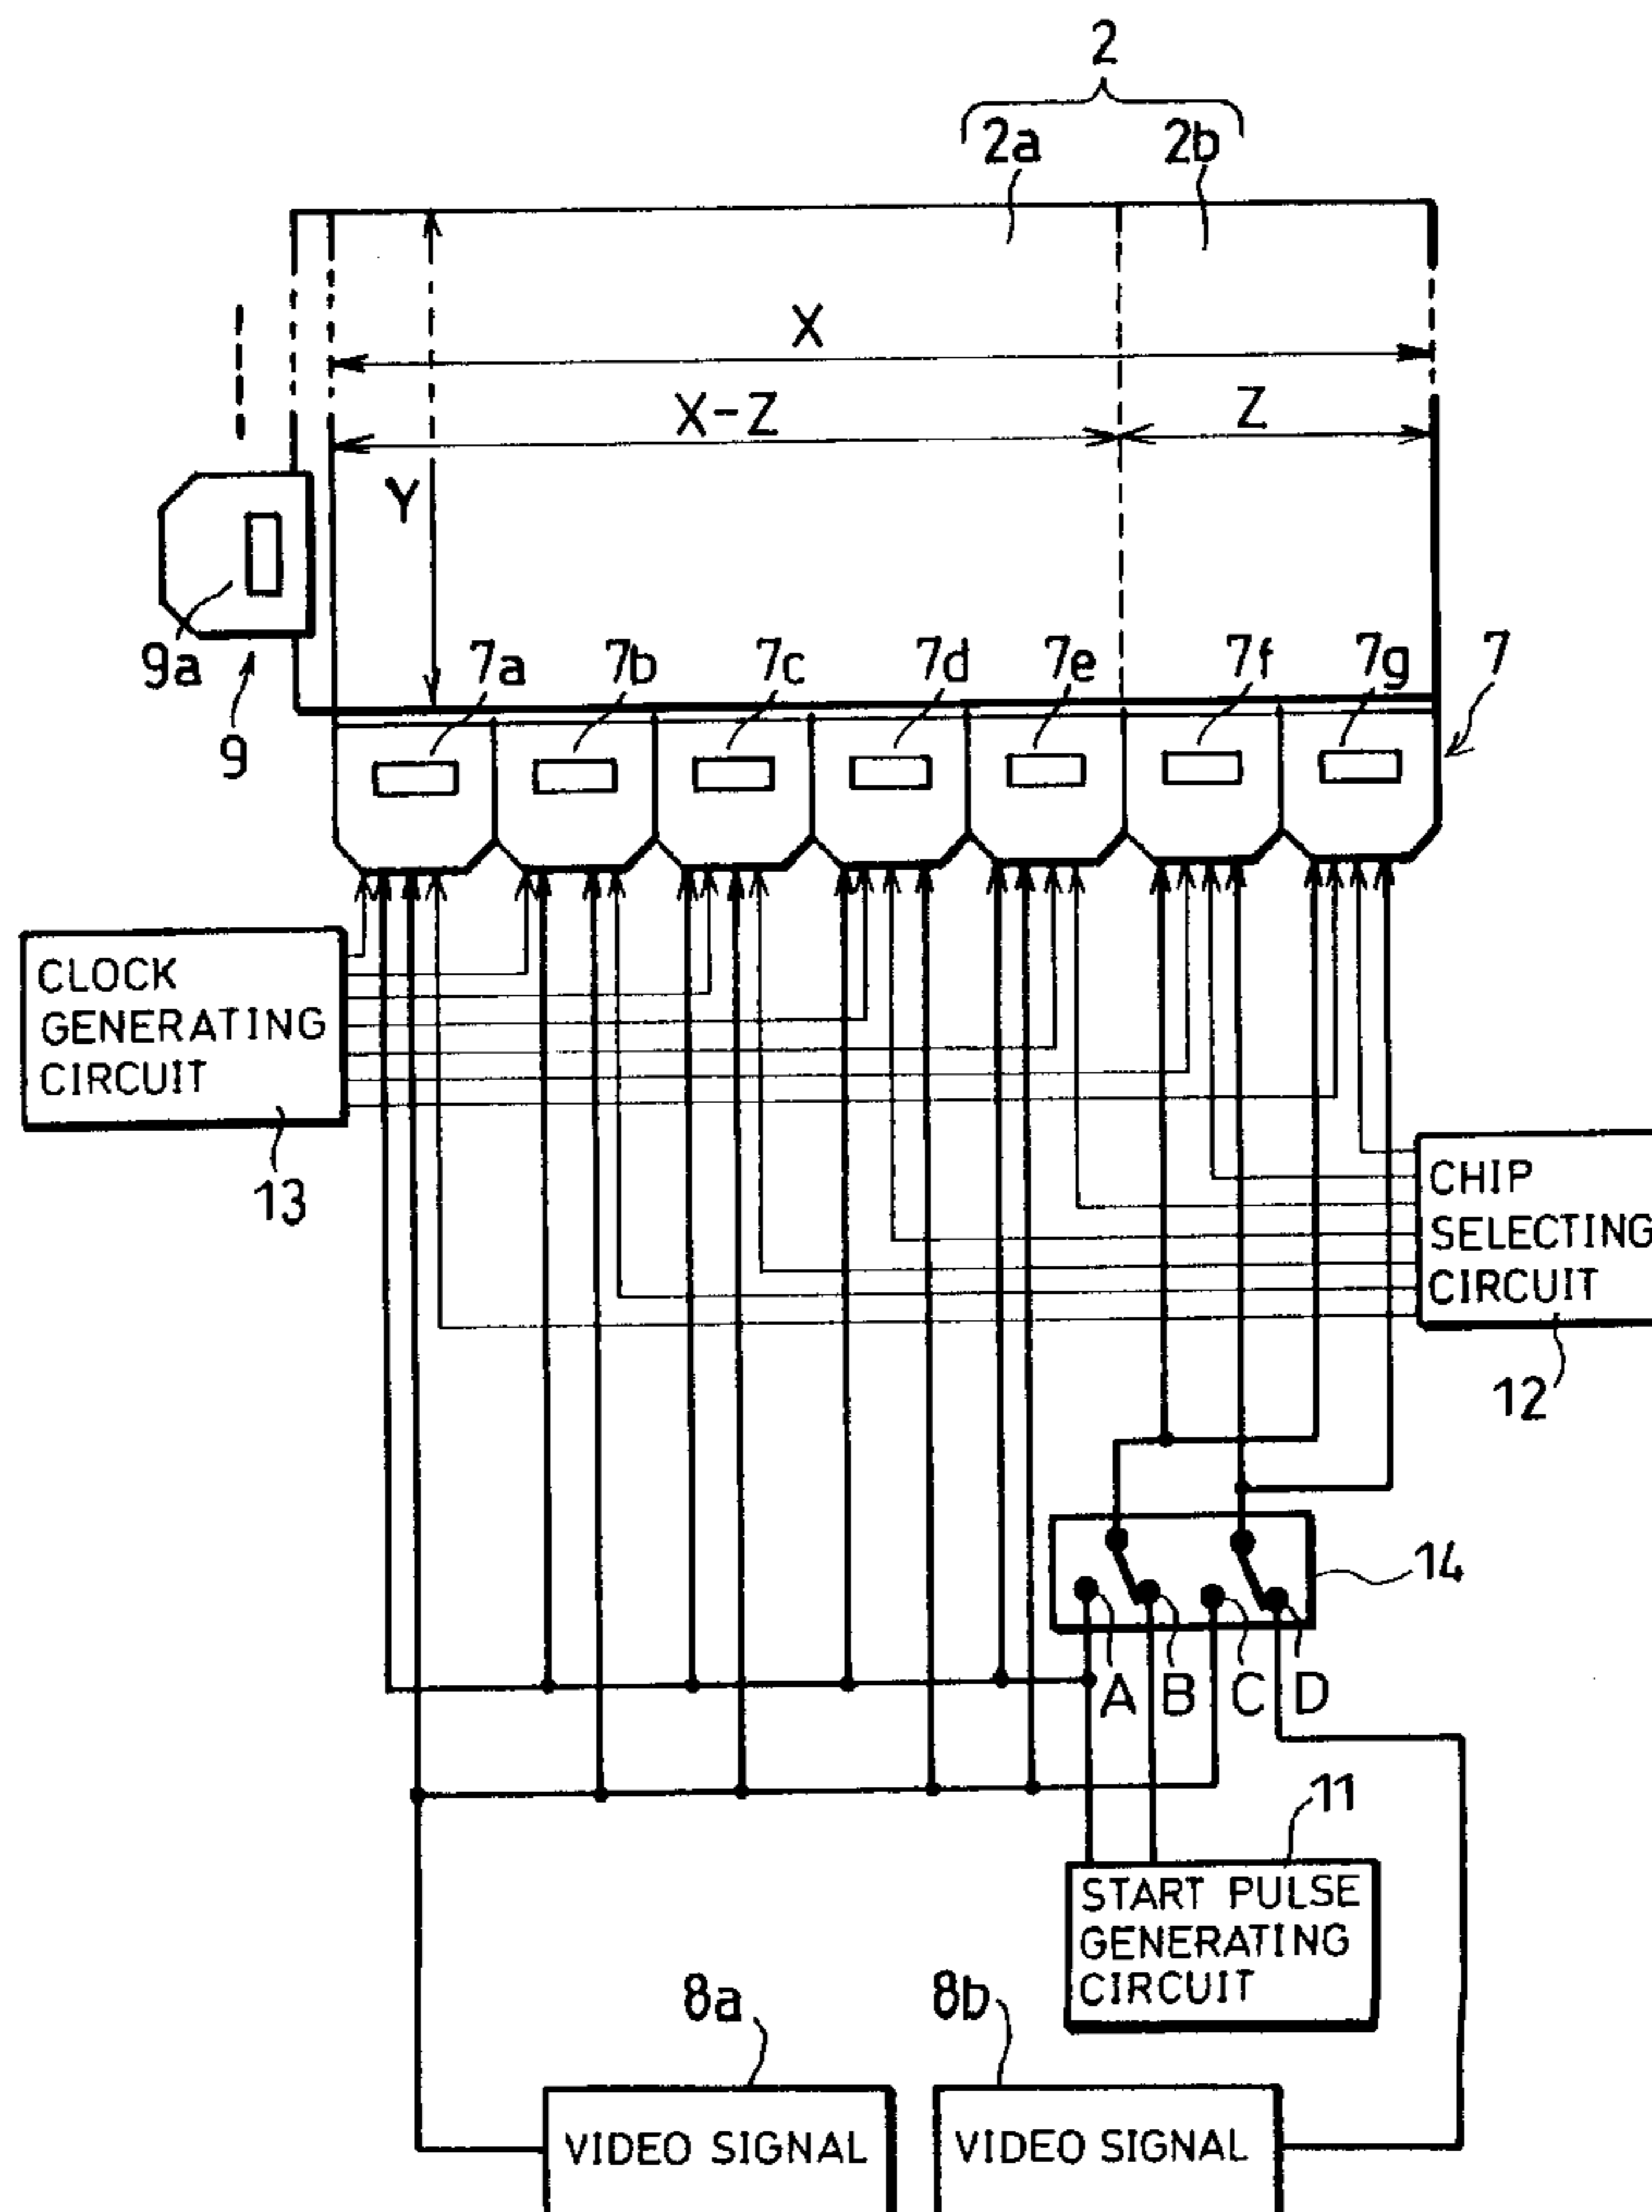 2
2a 2b
X
X-Z Z
Y
9a 7a 7b 7c 7d 7e 7f 7g 7
9
CLOCK
GENERATING
CIRCUIT
13
CHIP
SELECTING
CIRCUIT
12
14
A B C D
11
START PULSE
GENERATING
CIRCUIT
8a 8b
VIDEO SIGNAL VIDEO SIGNAL